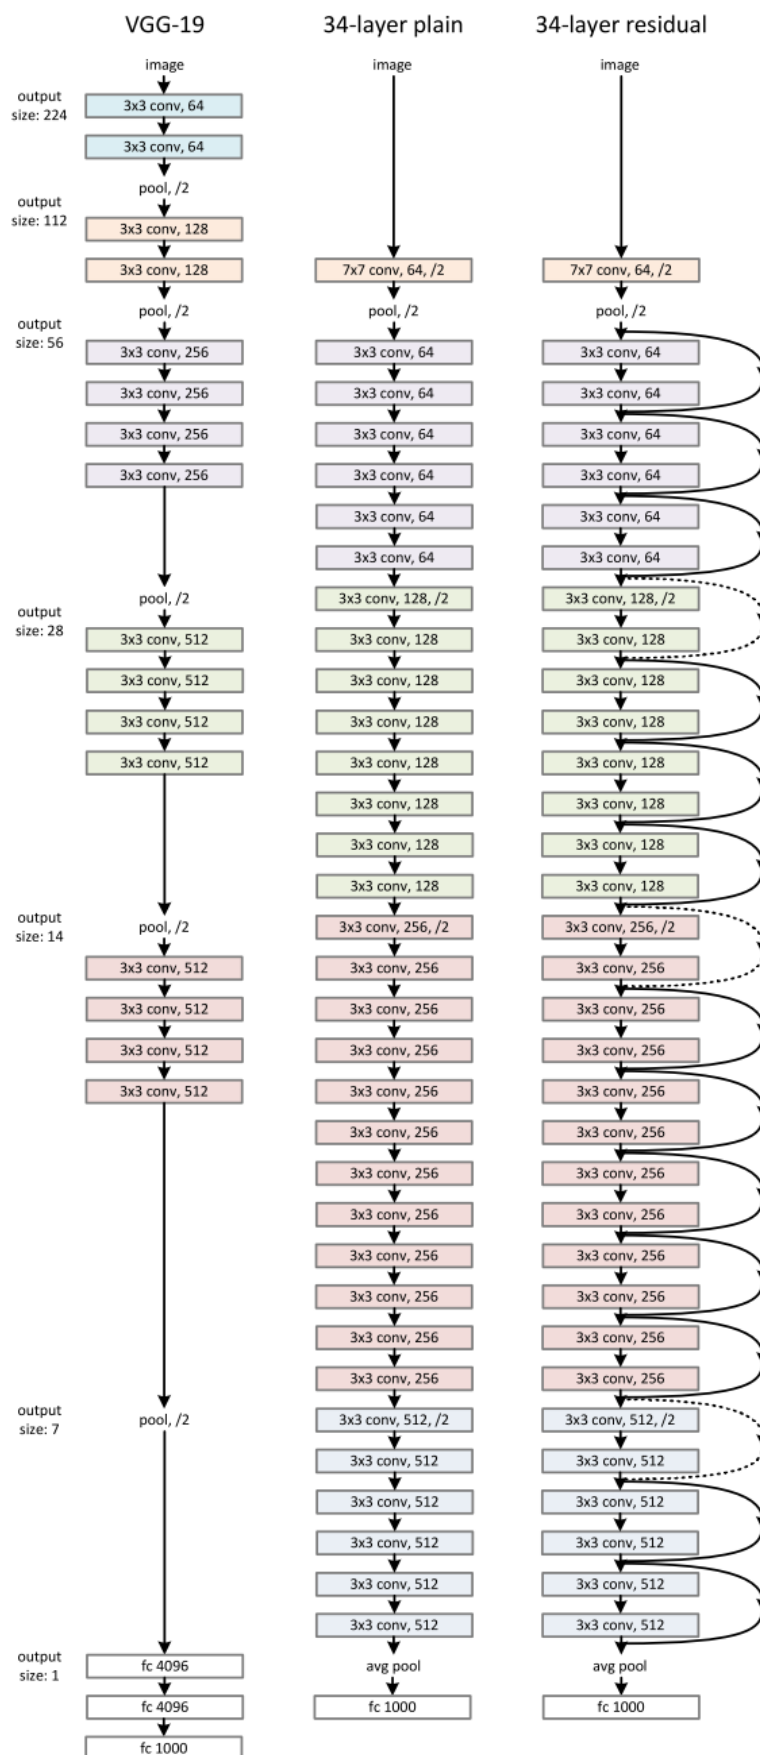 output
size: 224
output
size: 112
output
size: 56
output
size: 28
output
size: 14
output
size: 7
output
size: 1
VGG-19
image
3x3 conv, 64
3x3 conv, 64
pool, /2
3x3 conv, 128
3x3 conv, 128
pool, /2
3x3 conv, 256
3x3 conv, 256
3x3 conv, 256
3x3 conv, 256
pool, /2
3x3 conv, 512
3x3 conv, 512
3x3 conv, 512
3x3 conv, 512
pool, /2
3x3 conv, 512
3x3 conv, 512
3x3 conv, 512
3x3 conv, 512
pool, /2
fc 4096
fc 4096
fc 1000
34-layer plain
image
7x7 conv, 64, /2
pool, /2
3x3 conv, 64
3x3 conv, 64
3x3 conv, 64
3x3 conv, 64
3x3 conv, 64
3x3 conv, 64
3x3 conv, 128, /2
3x3 conv, 128
3x3 conv, 128
3x3 conv, 128
3x3 conv, 128
3x3 conv, 128
3x3 conv, 128
3x3 conv, 128
3x3 conv, 256, /2
3x3 conv, 256
3x3 conv, 256
3x3 conv, 256
3x3 conv, 256
3x3 conv, 256
3x3 conv, 256
3x3 conv, 256
3x3 conv, 256
3x3 conv, 256
3x3 conv, 256
3x3 conv, 256
3x3 conv, 512, /2
3x3 conv, 512
3x3 conv, 512
3x3 conv, 512
3x3 conv, 512
3x3 conv, 512
avg pool
fc 1000
34-layer residual
image
7x7 conv, 64, /2
pool, /2
3x3 conv, 64
3x3 conv, 64
3x3 conv, 64
3x3 conv, 64
3x3 conv, 64
3x3 conv, 64
3x3 conv, 128, /2
3x3 conv, 128
3x3 conv, 128
3x3 conv, 128
3x3 conv, 128
3x3 conv, 128
3x3 conv, 128
3x3 conv, 128
3x3 conv, 256, /2
3x3 conv, 256
3x3 conv, 256
3x3 conv, 256
3x3 conv, 256
3x3 conv, 256
3x3 conv, 256
3x3 conv, 256
3x3 conv, 256
3x3 conv, 256
3x3 conv, 256
3x3 conv, 256
3x3 conv, 512, /2
3x3 conv, 512
3x3 conv, 512
3x3 conv, 512
3x3 conv, 512
3x3 conv, 512
avg pool
fc 1000